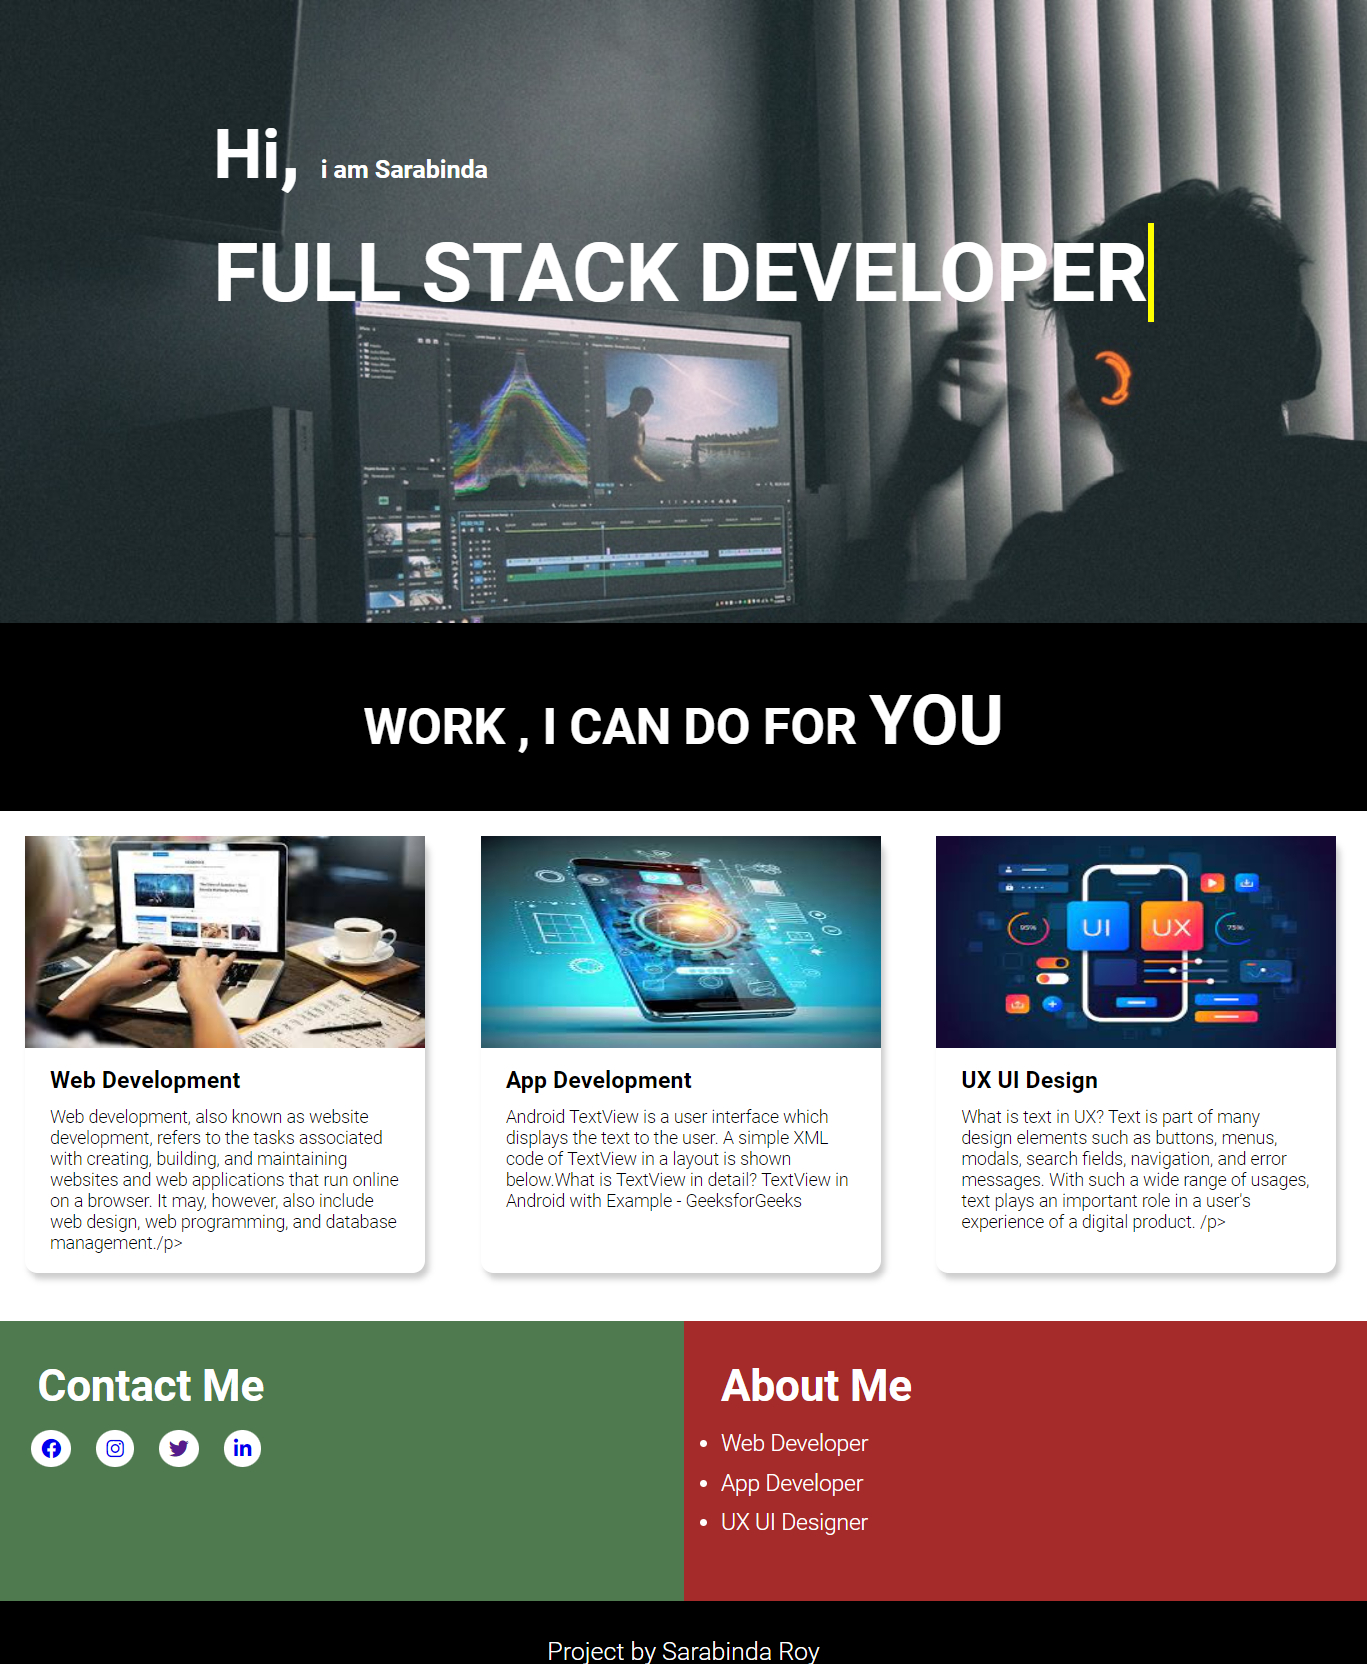 Hi, i am Sarabinda
FULL STACK DEVELOPER
WORK , I CAN DO FOR YOU
95%
UI
UX
75%
Web Development
Web development, also known as website
development, refers to the tasks associated
with creating, building, and maintaining
websites and web applications that run online
on a browser. It may, however, also include
web design, web programming, and database
management./p>
App Development
Android TextView is a user interface which
displays the text to the user. A simple XML
code of TextView in a layout is shown
below.What is TextView in detail? TextView in
Android with Example - GeeksforGeeks
UX UI Design
What is text in UX? Text is part of many
design elements such as buttons, menus,
modals, search fields, navigation, and error
messages. With such a wide range of usages,
text plays an important role in a user's
experience of a digital product. /p>
Contact Me
About Me
Web Developer
App Developer
UX UI Designer
Project by Sarabinda Roy